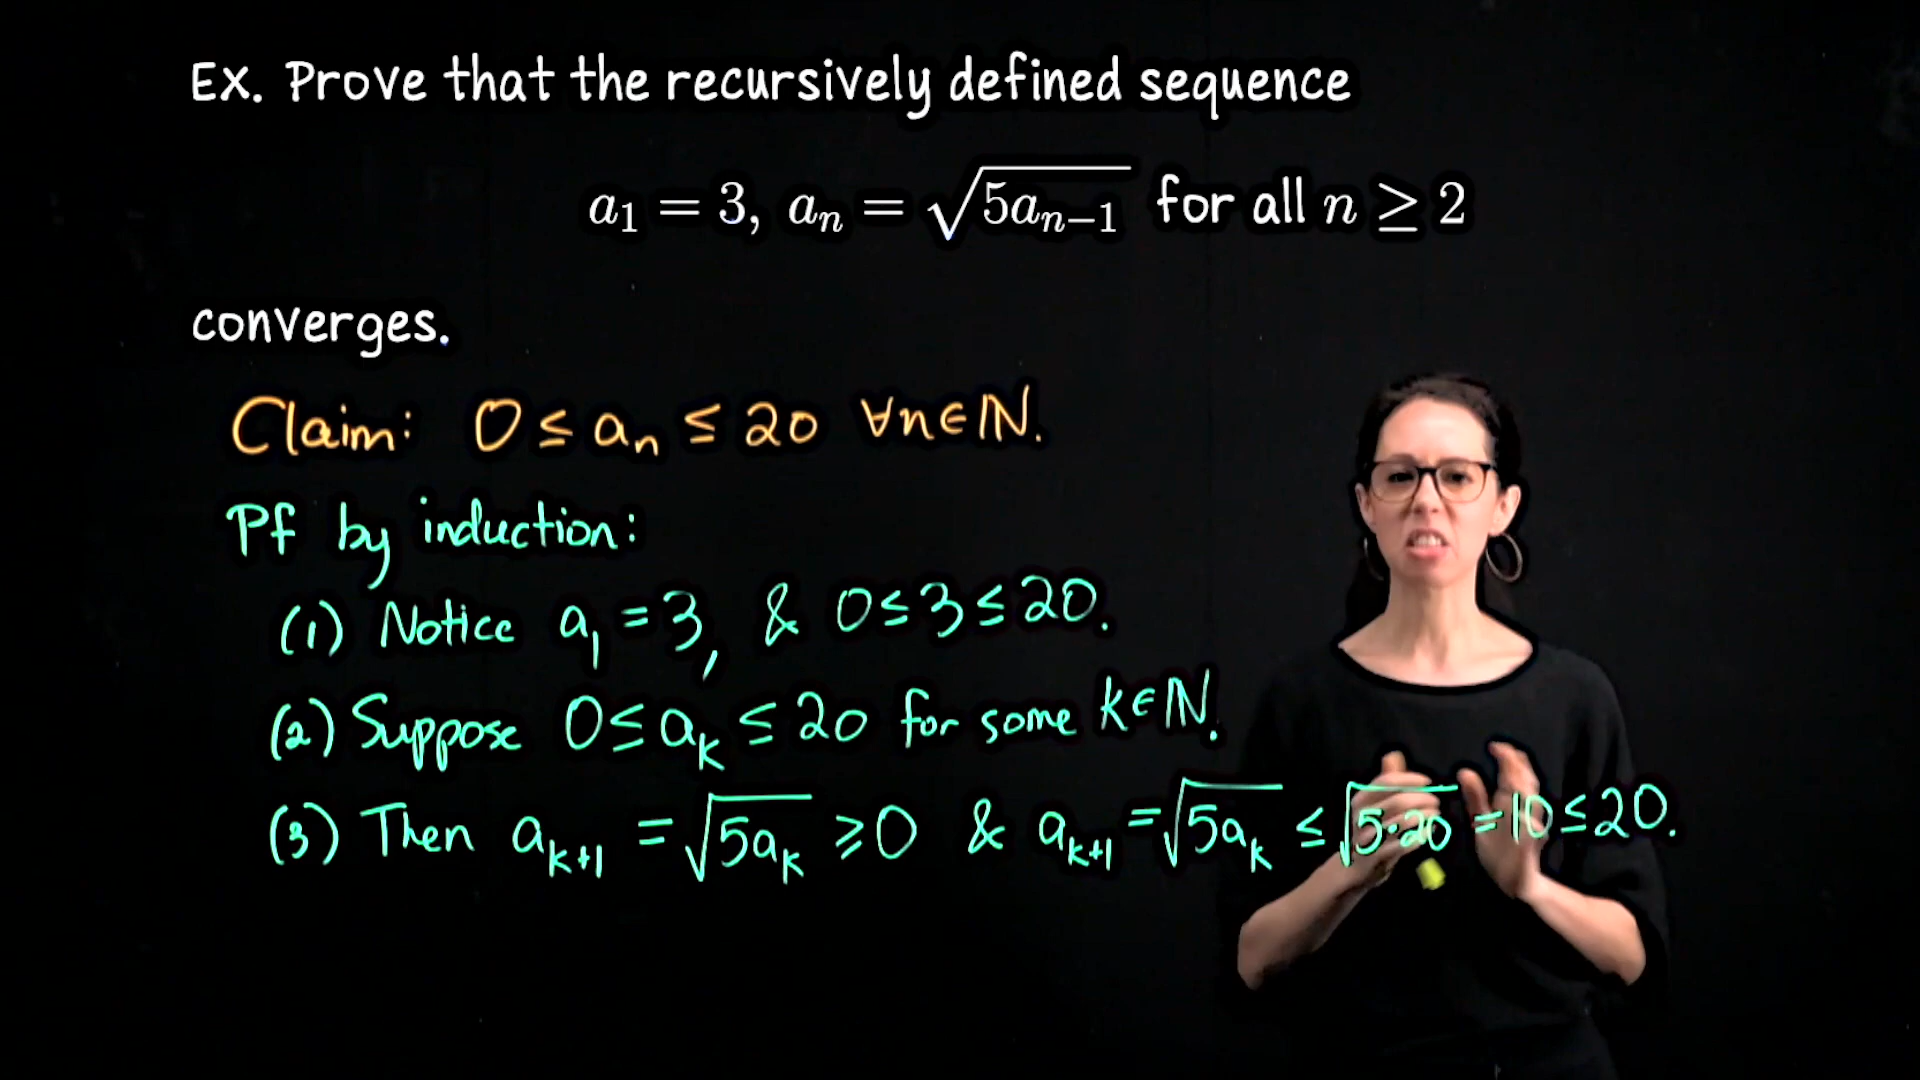 Ex. Prove that the recursively defined sequence
a₁ = 3, aₙ = √(5aₙ₋₁) for all n ≥ 2
converges.
Claim: 0 ≤ aₙ ≤ 20 ∀n∈ℕ.
Pf by induction:
(1) Notice a₁ = 3, & 0≤3≤20.
(2) Suppose 0≤aₖ≤20 for some k∈ℕ.
(3) Then aₖ₊₁ = √(5aₖ) ≥ 0 & aₖ₊₁ = √(5aₖ) ≤ √(5·20) = 10 ≤ 20.